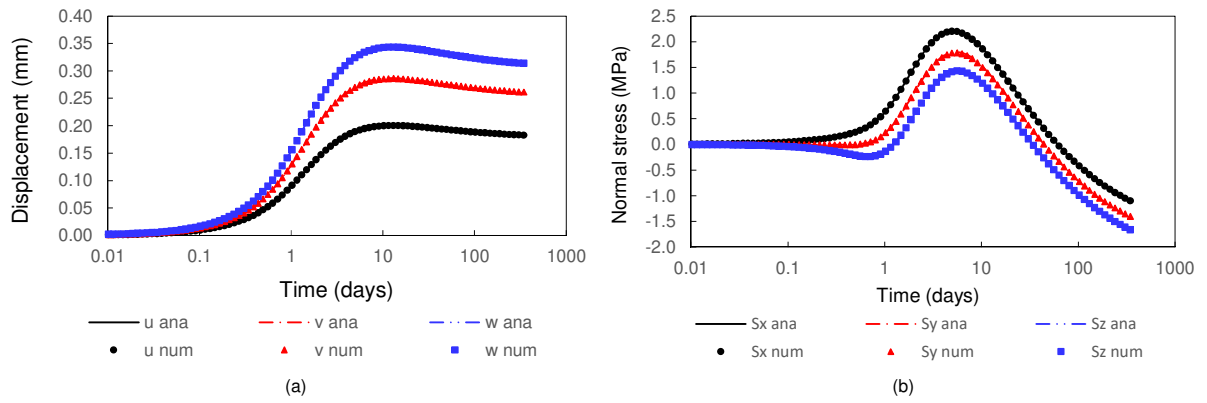 0.40
0.35
0.30
0.25
0.20
0.15
0.10
0.05
0.00
Displacement (mm)
0.01 0.1 1 10 100 1000
Time (days)
u ana v ana w ana
u num v num w num
(a)
2.5
2.0
1.5
1.0
0.5
0.0
-0.5
-1.0
-1.5
-2.0
Normal stress (MPa)
0.01 0.1 1 10 100 1000
Time (days)
Sx ana Sy ana Sz ana
Sx num Sy num Sz num
(b)